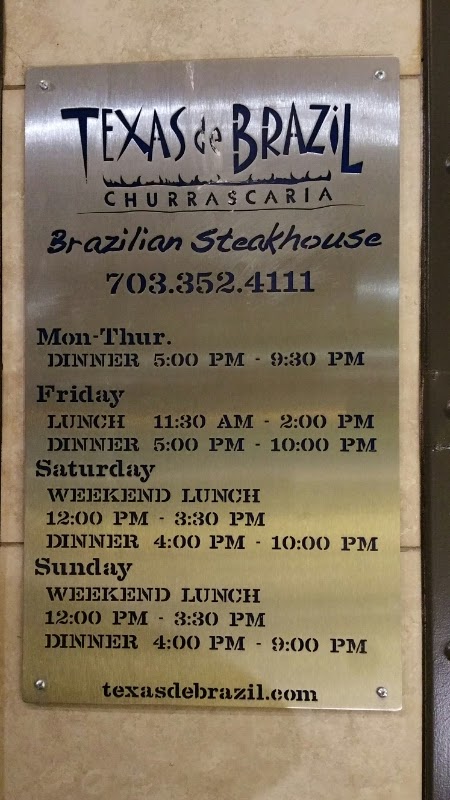 TEXAS de BRAZIL
CHURRASCARIA
Brazilian Steakhouse
703.352.4111
Mon-Thur.
DINNER 5:00 PM - 9:30 PM
Friday
LUNCH 11:30 AM - 2:00 PM
DINNER 5:00 PM - 10:00 PM
Saturday
WEEKEND LUNCH
12:00 PM - 3:30 PM
DINNER 4:00 PM - 10:00 PM
Sunday
WEEKEND LUNCH
12:00 PM - 3:30 PM
DINNER 4:00 PM - 9:00 PM
texasdebrazil.com